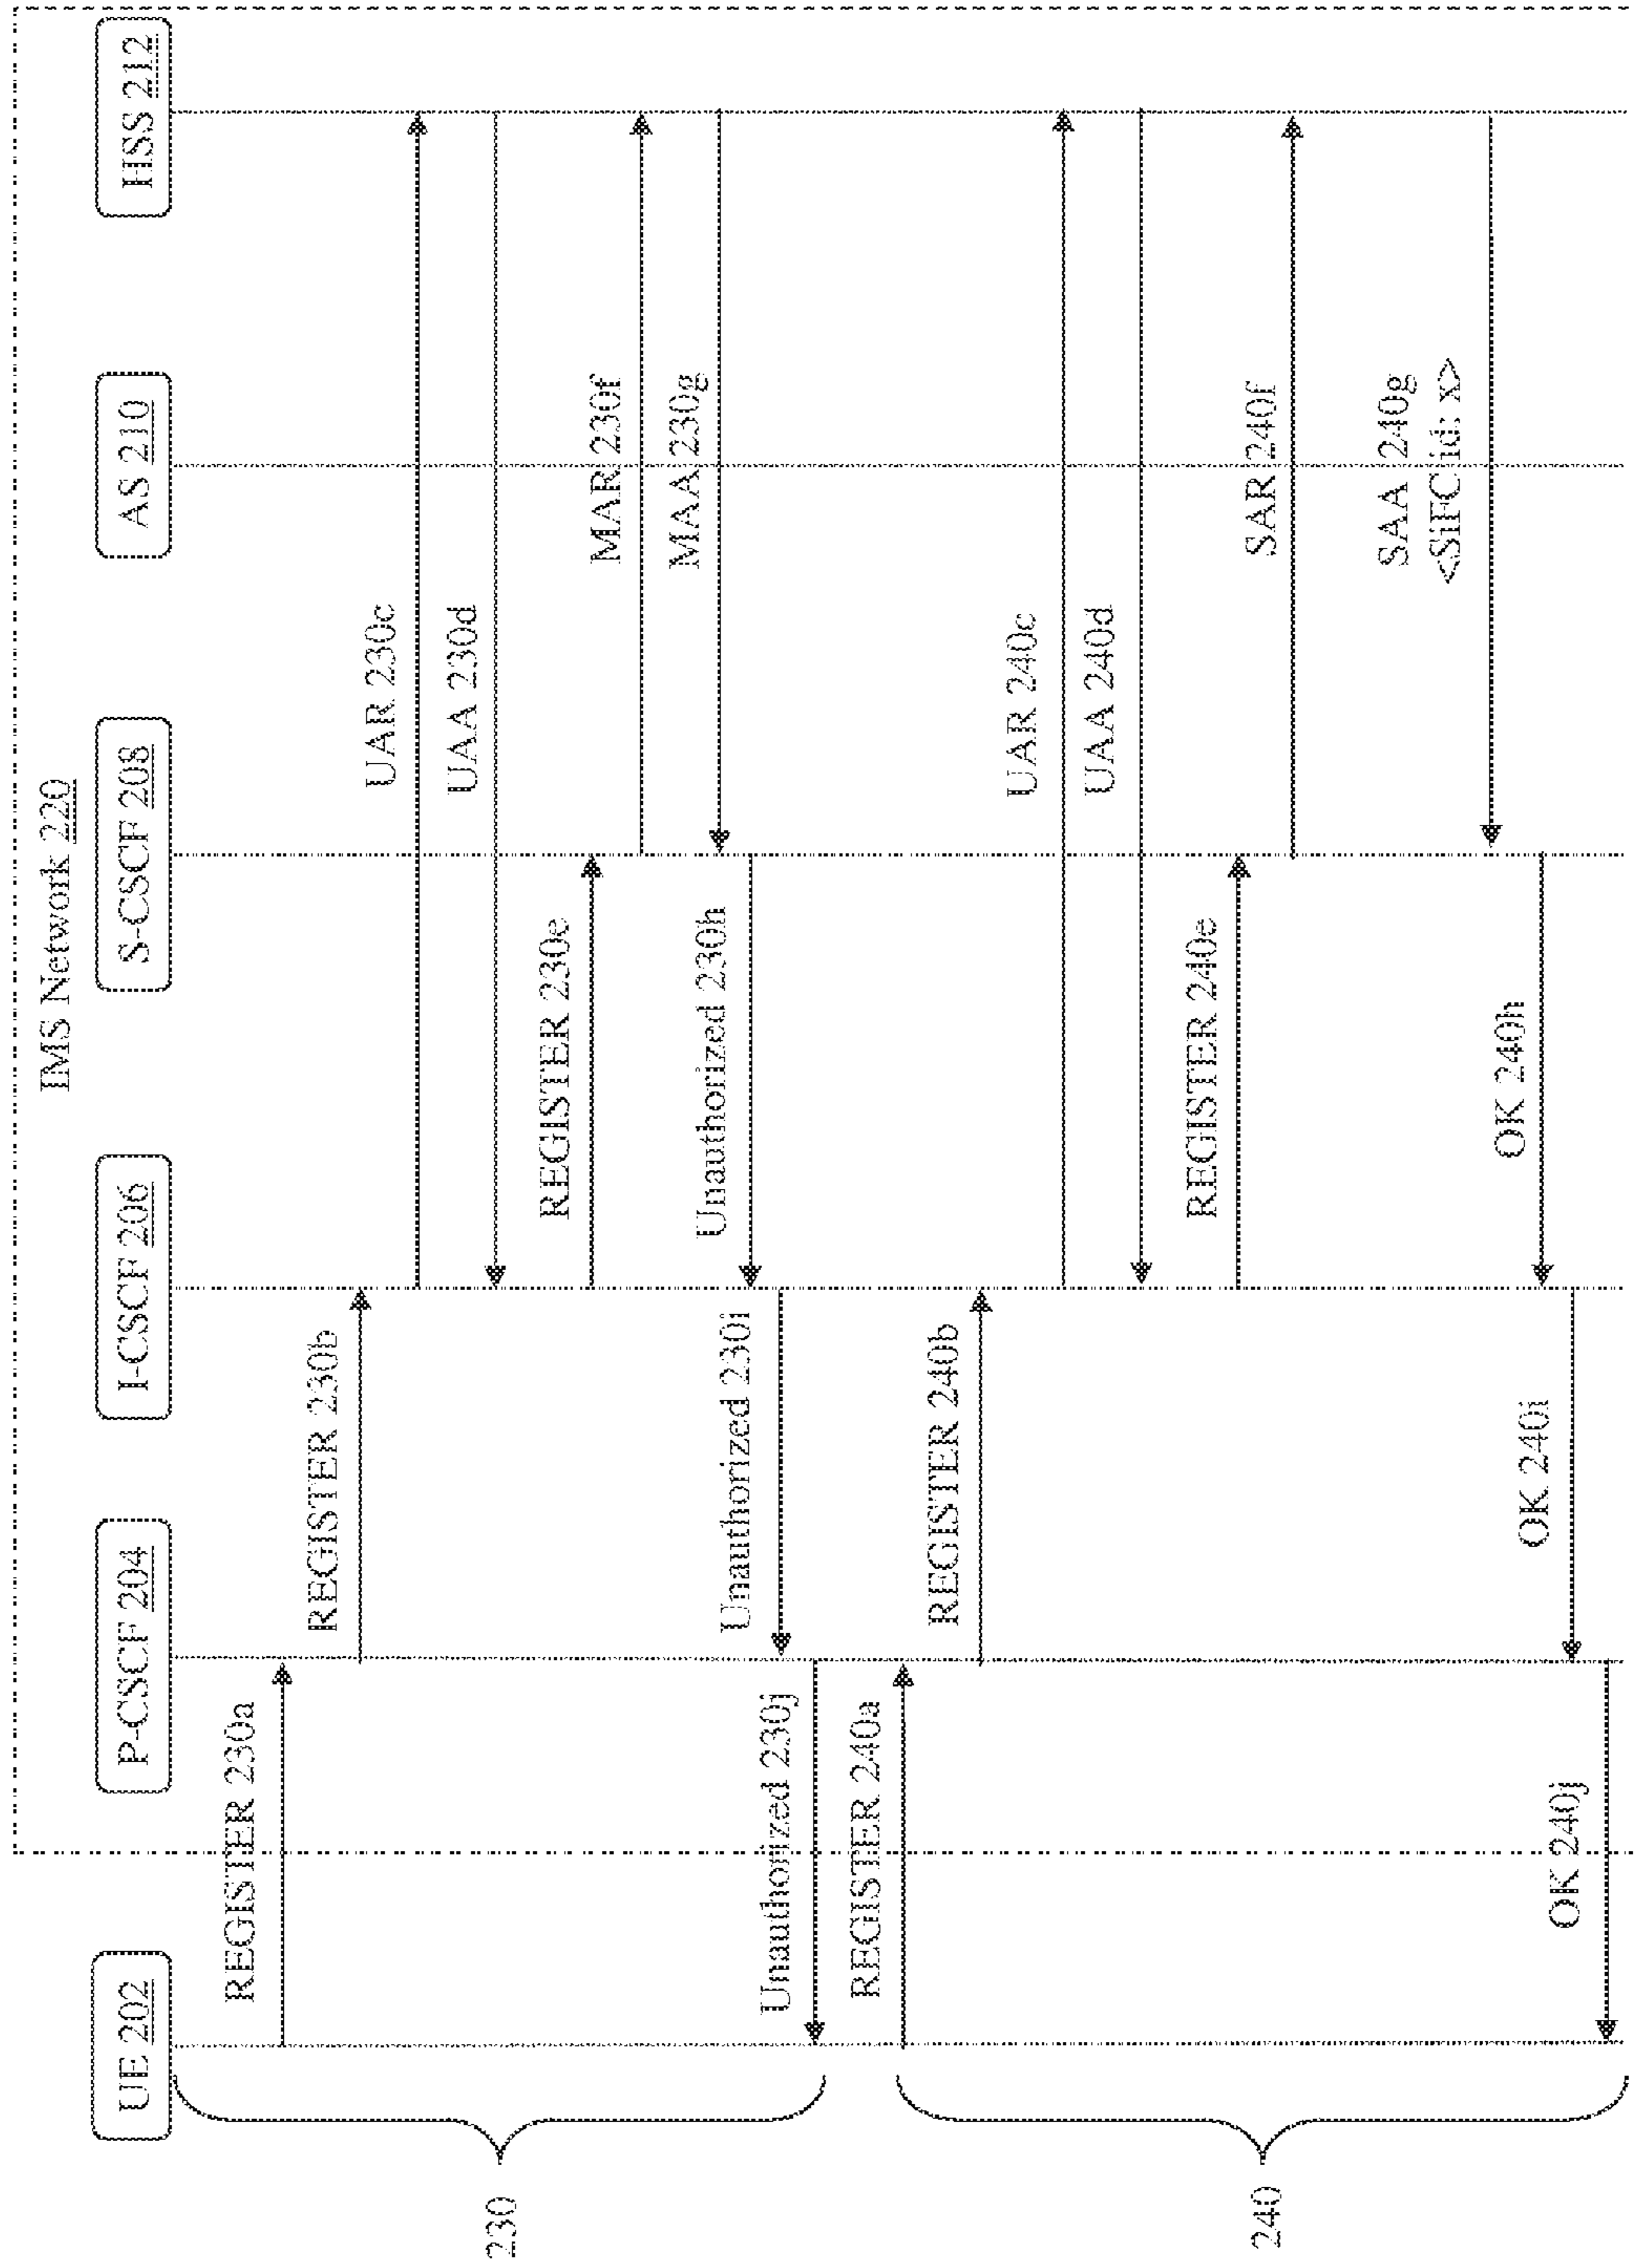 IMS Network 220
UE 202
P-CSCF 204
I-CSCF 206
S-CSCF 208
AS 210
HSS 212
230
REGISTER 230a
REGISTER 230b
UAR 230c
UAA 230d
REGISTER 230e
MAR 230f
MAA 230g
Unauthorized 230h
Unauthorized 230i
Unauthorized 230j
240
REGISTER 240a
REGISTER 240b
UAR 240c
UAA 240d
REGISTER 240e
SAR 240f
SAA 240g
<SiFCid: x>
OK 240h
OK 240i
OK 240j